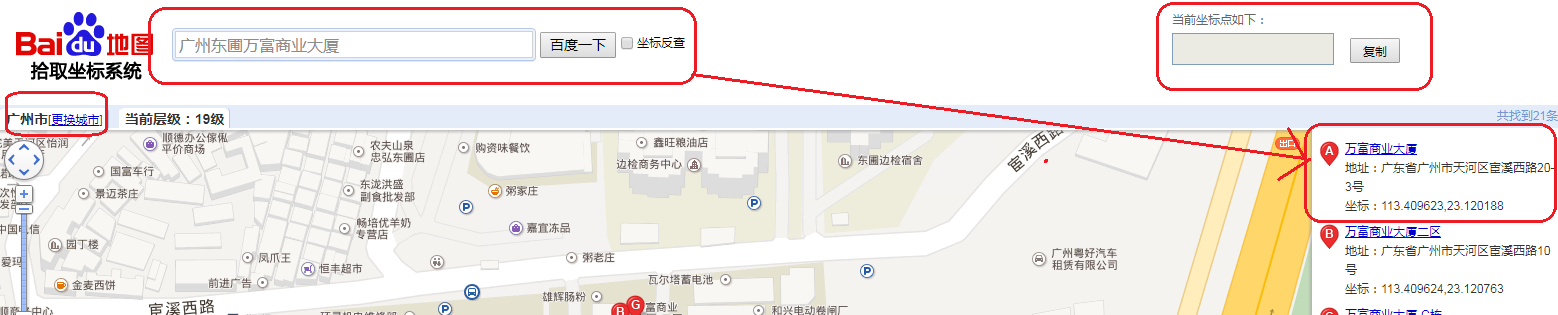 Bai du 地图
拾取坐标系统
广州东圃万富商业大厦
百度一下
坐标反查
当前坐标点如下：
复制
广州市[更换城市]
当前层级：19级
共找到21条
顺德办公傢俬
平价商场
国富车行
景迈茶庄
园丁楼
金麦西饼
农夫山泉
忠弘东圃店
东泷洪盛
副食批发部
畅培优羊奶
专营店
凤爪王
恒丰超市
前进广告
宦溪西路
购资味餐饮
粥家庄
嘉宜冻品
粥老庄
雄辉肠粉
鑫旺粮油店
边检商务中心
瓦尔塔蓄电池
富商业
和兴电动卷闸厂
东圃边检宿舍
宦溪西路
广州粤好汽车
租赁有限公司
出口
P
P
P
P
B
G
A
万富商业大厦
地址：广东省广州市天河区宦溪西路20-
3号
坐标：113.409623,23.120188
B
万富商业大厦二区
地址：广东省广州市天河区宦溪西路10
号
坐标：113.409624,23.120763